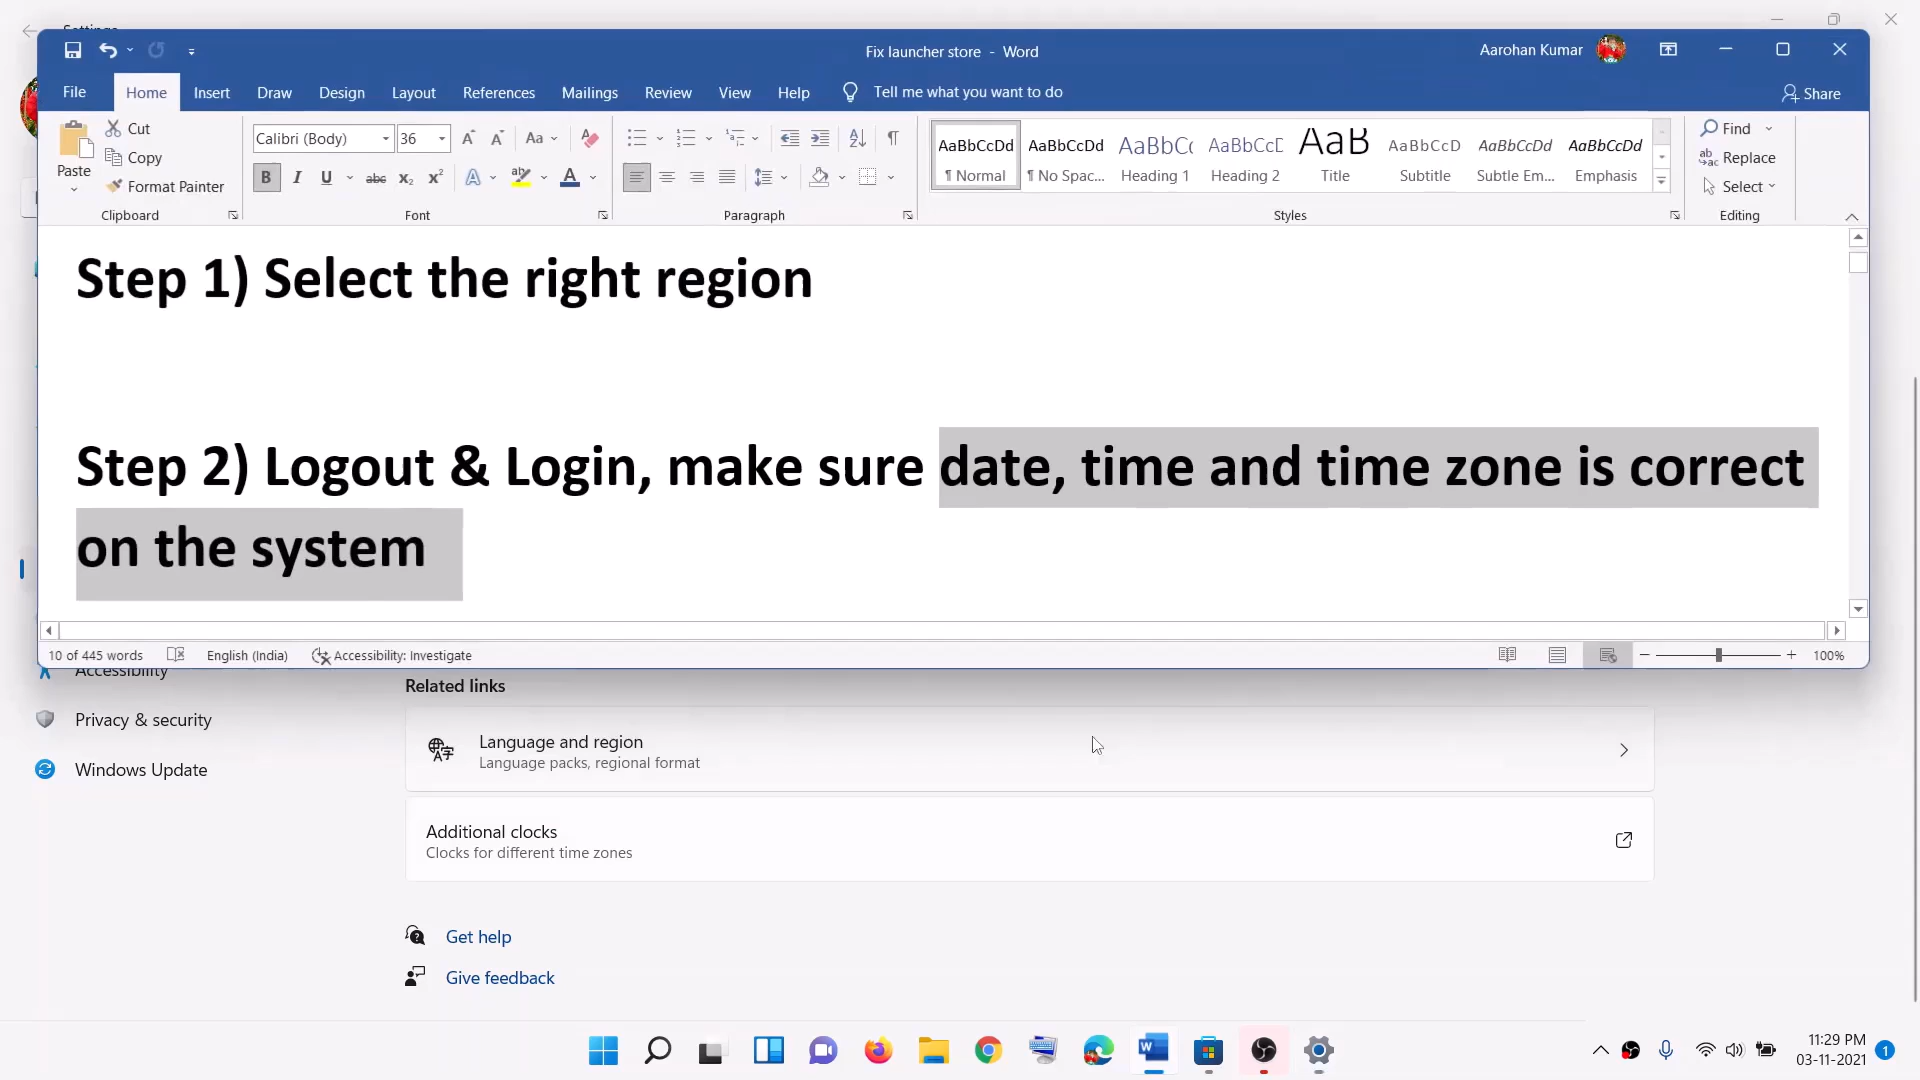 Settings
Fix launcher store - Word
Aarohan Kumar
File Home Insert Draw Design Layout References Mailings Review View Help Tell me what you want to do Share
Paste
Cut
Copy
Format Painter
Clipboard
Calibri (Body) 36
Font
Paragraph
AaBbCcDd AaBbCcDd AaBbC( AaBbCcD AaB AaBbCcD AaBbCcDd AaBbCcDd
¶ Normal ¶ No Spac... Heading 1 Heading 2 Title Subtitle Subtle Em... Emphasis
Styles
Find
Replace
Select
Editing
Step 1) Select the right region
Step 2) Logout & Login, make sure date, time and time zone is correct
on the system
10 of 445 words English (India) Accessibility: Investigate 100%
Accessibility
Privacy & security
Windows Update
Related links
Language and region
Language packs, regional format
Additional clocks
Clocks for different time zones
Get help
Give feedback
11:29 PM
03-11-2021
1